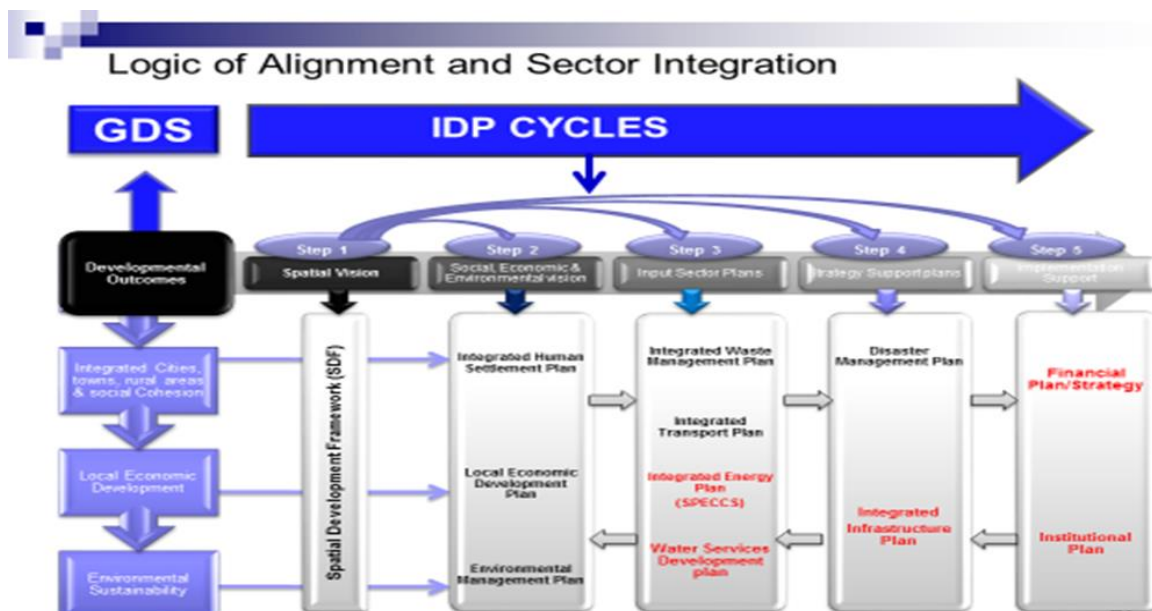 Logic of Alignment and Sector Integration
GDS
IDP CYCLES
Step 1
Step 2
Step 3
Step 4
Step 5
Developmental
Outcomes
Spatial Vision
Social, Economic &
Environmental vision
Input Sector Plans
Strategy Support plans
Implementation
Support
Integrated Cities,
towns, rural areas
& social Cohesion
Local Economic
Development
Environmental
Sustainability
Spatial Development Framework (SDF)
Integrated Human
Settlement Plan
Local Economic
Development
Plan
Environmental
Management Plan
Integrated Waste
Management Plan
Integrated
Transport Plan
Integrated Energy
Plan
(SPECCS)
Water Services
Development
plan
Disaster
Management Plan
Integrated
Infrastructure
Plan
Financial
Plan/Strategy
Institutional
Plan